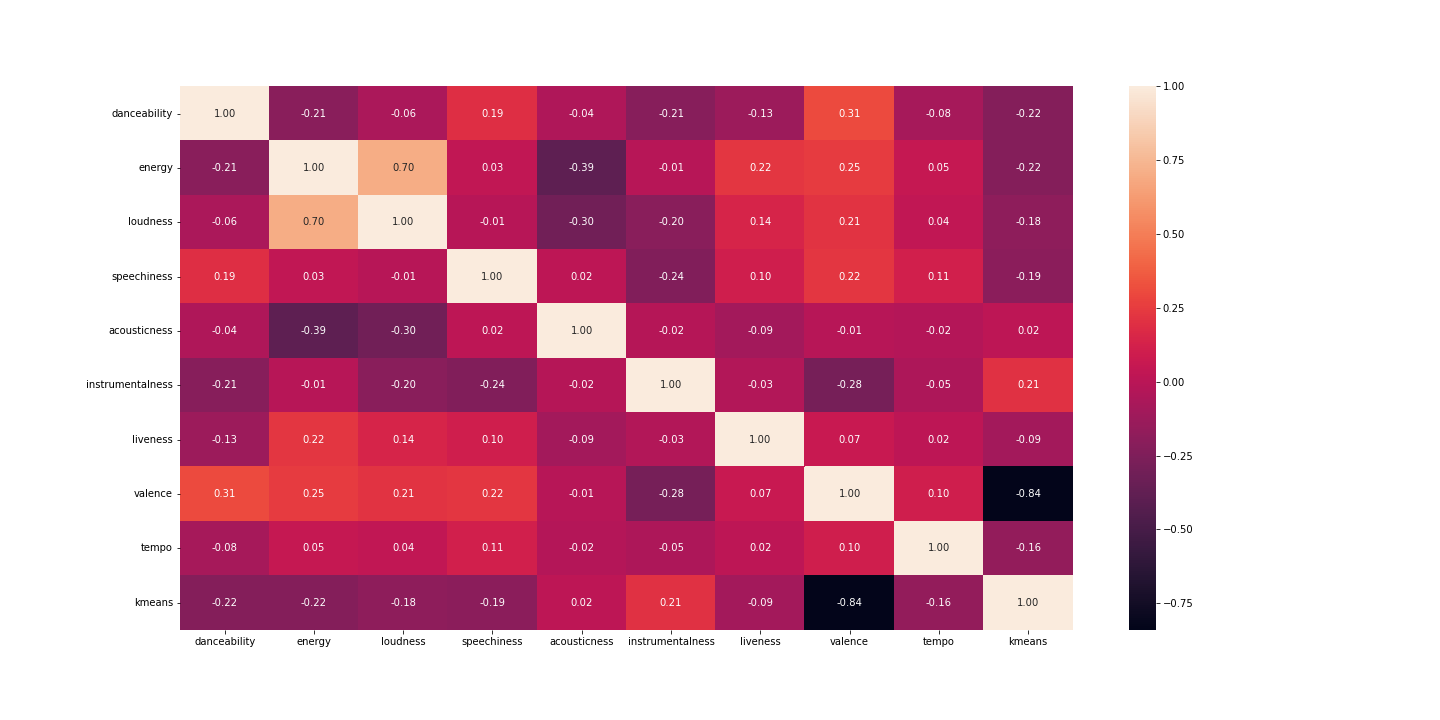 danceability 1.00 -0.21 -0.06 0.19 -0.04 -0.21 -0.13 0.31 -0.08 -0.22
energy -0.21 1.00 0.70 0.03 -0.39 -0.01 0.22 0.25 0.05 -0.22
loudness -0.06 0.70 1.00 -0.01 -0.30 -0.20 0.14 0.21 0.04 -0.18
speechiness 0.19 0.03 -0.01 1.00 0.02 -0.24 0.10 0.22 0.11 -0.19
acousticness -0.04 -0.39 -0.30 0.02 1.00 -0.02 -0.09 -0.01 -0.02 0.02
instrumentalness -0.21 -0.01 -0.20 -0.24 -0.02 1.00 -0.03 -0.28 -0.05 0.21
liveness -0.13 0.22 0.14 0.10 -0.09 -0.03 1.00 0.07 0.02 -0.09
valence 0.31 0.25 0.21 0.22 -0.01 -0.28 0.07 1.00 0.10 -0.84
tempo -0.08 0.05 0.04 0.11 -0.02 -0.05 0.02 0.10 1.00 -0.16
kmeans -0.22 -0.22 -0.18 -0.19 0.02 0.21 -0.09 -0.84 -0.16 1.00
danceability energy loudness speechiness acousticness instrumentalness liveness valence tempo kmeans
1.00
0.75
0.50
0.25
0.00
−0.25
−0.50
−0.75